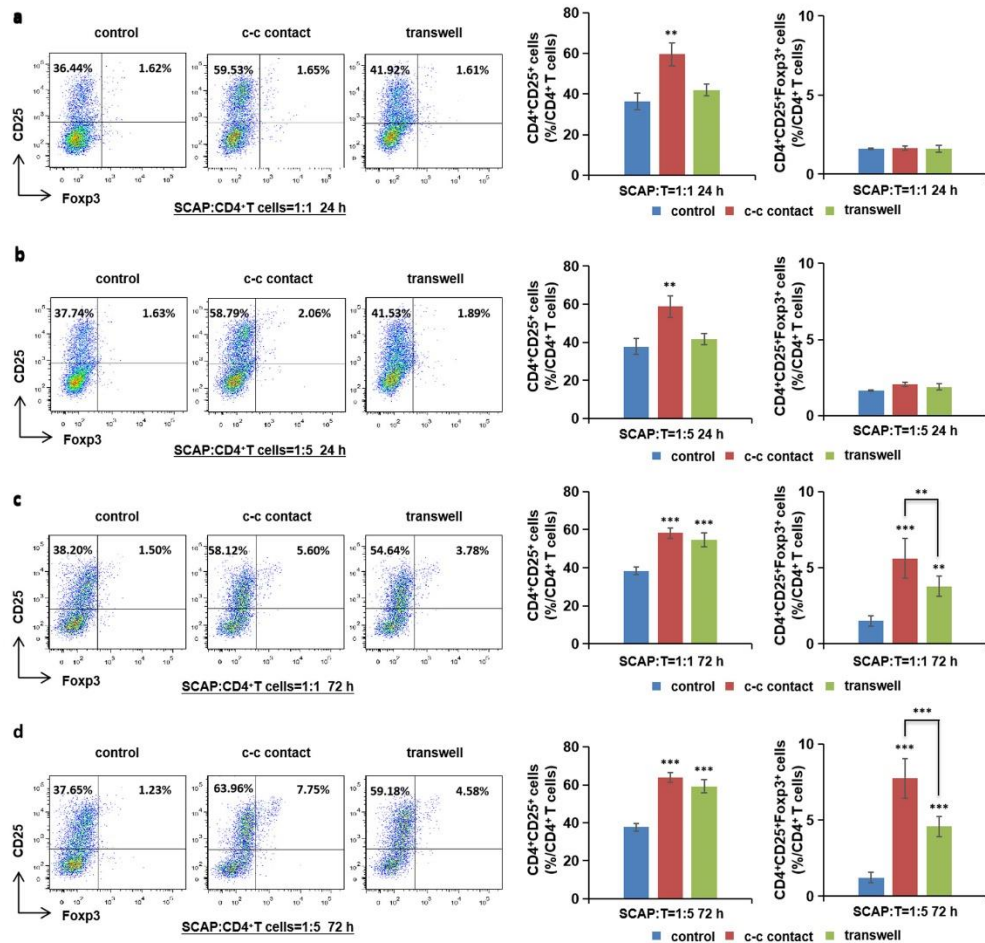 a
control
c-c contact
transwell
36.44% 1.62%
59.53% 1.65%
41.92% 1.61%
CD25
Foxp3
SCAP:CD4⁺T cells=1:1 24 h
CD4⁺CD25⁺ cells
(%/CD4⁺ T cells)
80
60
40
20
0
**
SCAP:T=1:1 24 h
CD4⁺CD25⁺Foxp3⁺ cells
(%/CD4⁺ T cells)
10
5
0
SCAP:T=1:1 24 h
control c-c contact transwell
b
control
c-c contact
transwell
37.74% 1.63%
58.79% 2.06%
41.53% 1.89%
CD25
Foxp3
SCAP:CD4⁺T cells=1:5 24 h
CD4⁺CD25⁺ cells
(%/CD4⁺ T cells)
80
60
40
20
0
**
SCAP:T=1:5 24 h
CD4⁺CD25⁺Foxp3⁺ cells
(%/CD4⁺ T cells)
10
5
0
SCAP:T=1:5 24 h
control c-c contact transwell
c
control
c-c contact
transwell
38.20% 1.50%
58.12% 5.60%
54.64% 3.78%
CD25
Foxp3
SCAP:CD4⁺T cells=1:1 72 h
CD4⁺CD25⁺ cells
(%/CD4⁺ T cells)
80
60
40
20
0
*** ***
SCAP:T=1:1 72 h
CD4⁺CD25⁺Foxp3⁺ cells
(%/CD4⁺ T cells)
10
5
0
**
***
**
SCAP:T=1:1 72 h
control c-c contact transwell
d
control
c-c contact
transwell
37.65% 1.23%
63.96% 7.75%
59.18% 4.58%
CD25
Foxp3
SCAP:CD4⁺T cells=1:5 72 h
CD4⁺CD25⁺ cells
(%/CD4⁺ T cells)
80
60
40
20
0
*** ***
SCAP:T=1:5 72 h
CD4⁺CD25⁺Foxp3⁺ cells
(%/CD4⁺ T cells)
10
5
0
***
***
***
SCAP:T=1:5 72 h
control c-c contact transwell